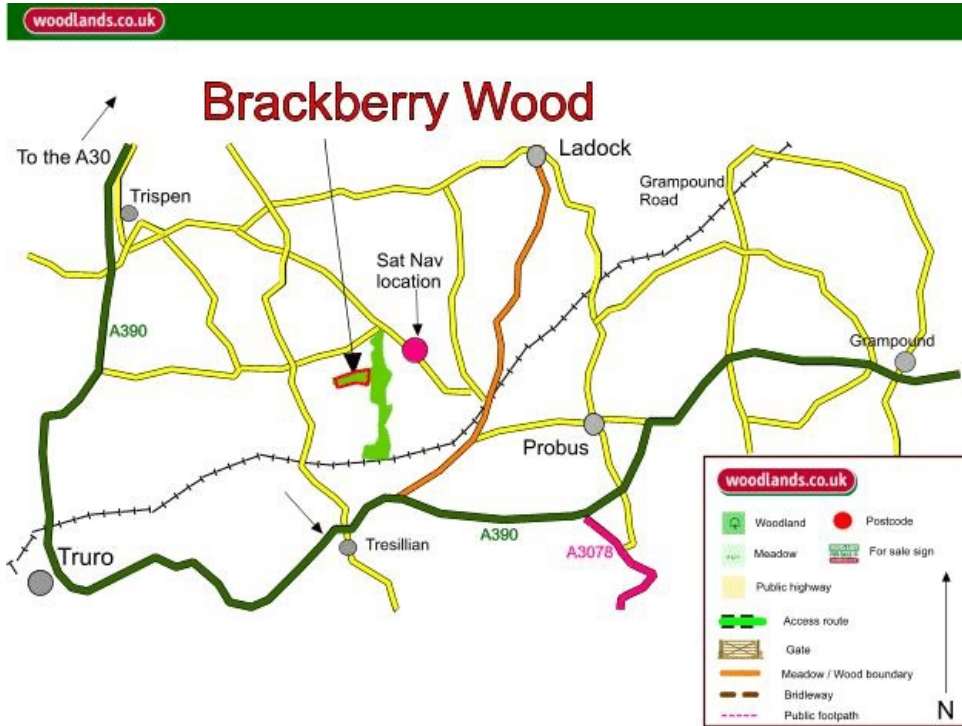 woodlands.co.uk
Brackberry Wood
To the A30
Ladock
Trispen
Grampound
Road
Sat Nav
location
A390
Grampound
Probus
woodlands.co.uk
Woodland
Postcode
Meadow
For sale sign
Public highway
Access route
Gate
Meadow / Wood boundary
Bridleway
Public footpath
N
A390
Tresillian
A3078
Truro